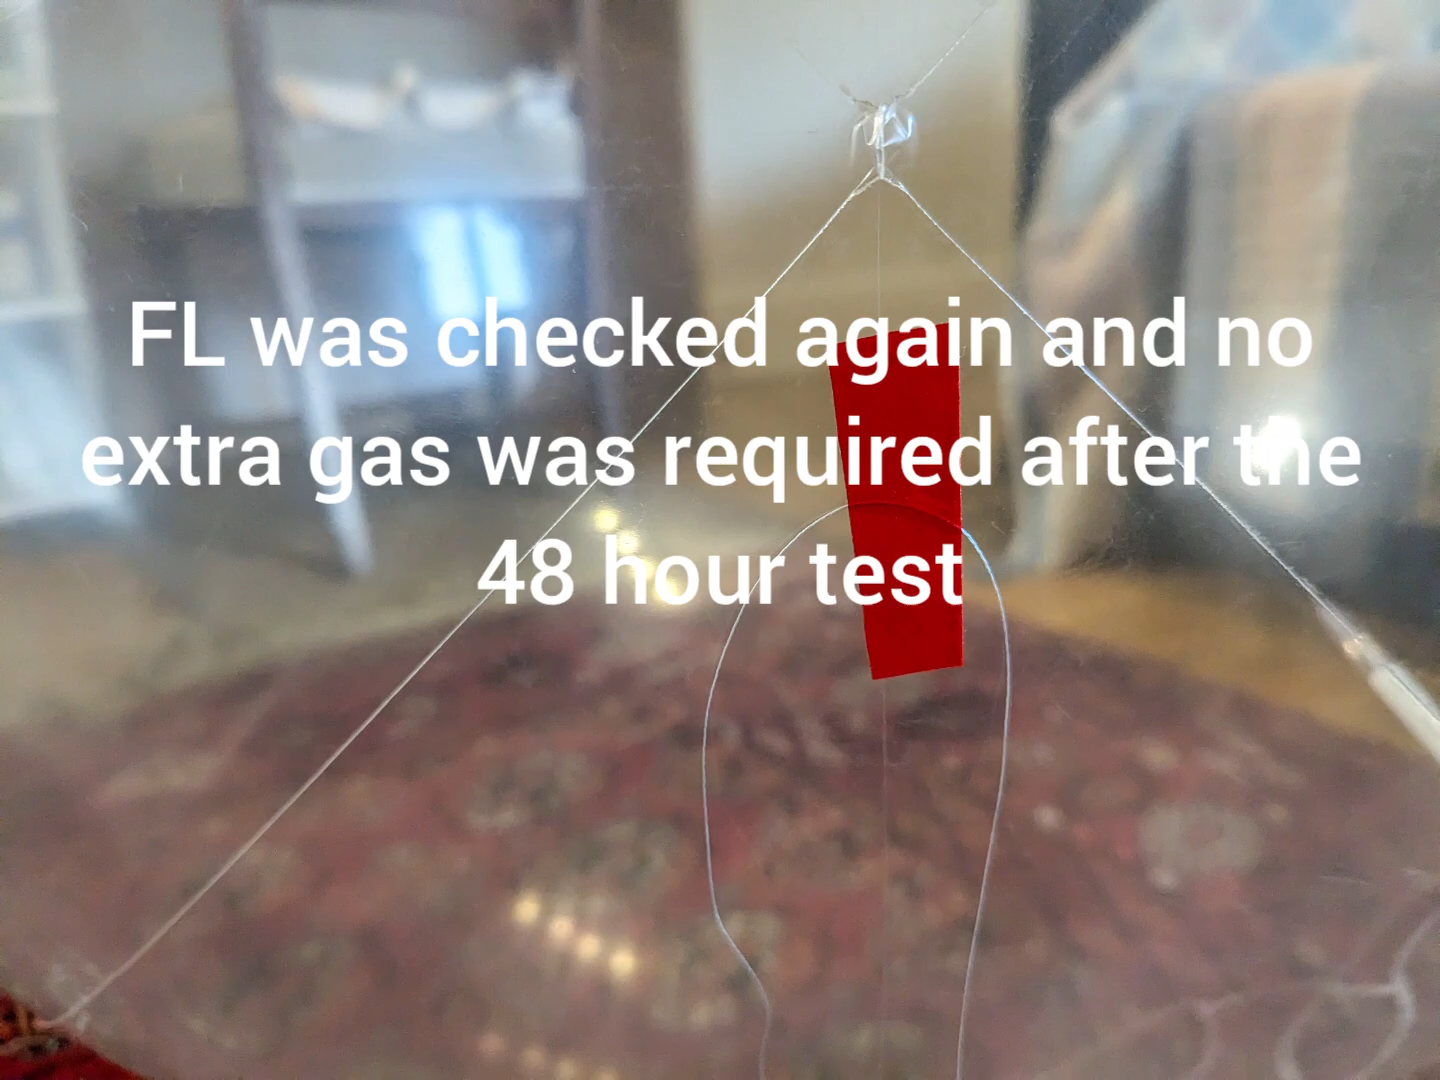 FL was checked again and no
extra gas was required after the
48 hour test